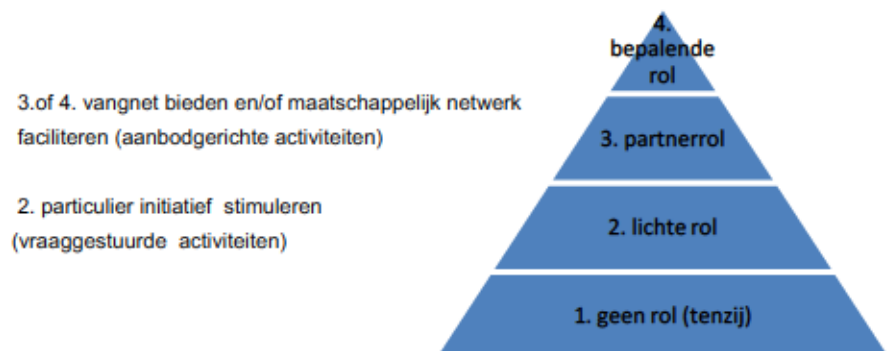 3.of 4. vangnet bieden en/of maatschappelijk netwerk
faciliteren (aanbodgerichte activiteiten)
2. particulier initiatief stimuleren
(vraaggestuurde activiteiten)
4.
bepalende
rol
3. partnerrol
2. lichte rol
1. geen rol (tenzij)